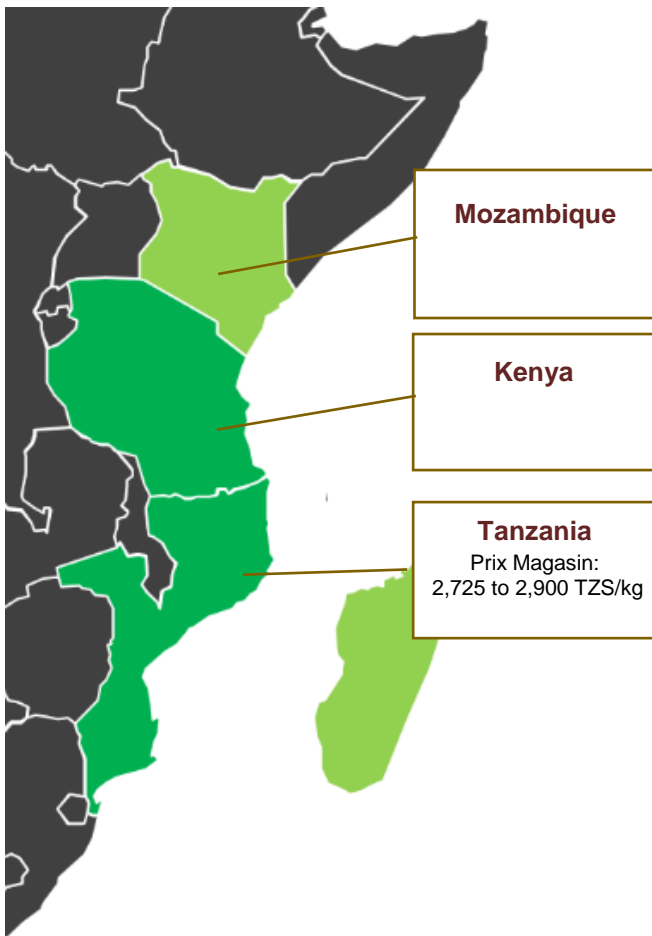 Mozambique
Kenya
Tanzania
Prix Magasin:
2,725 to 2,900 TZS/kg